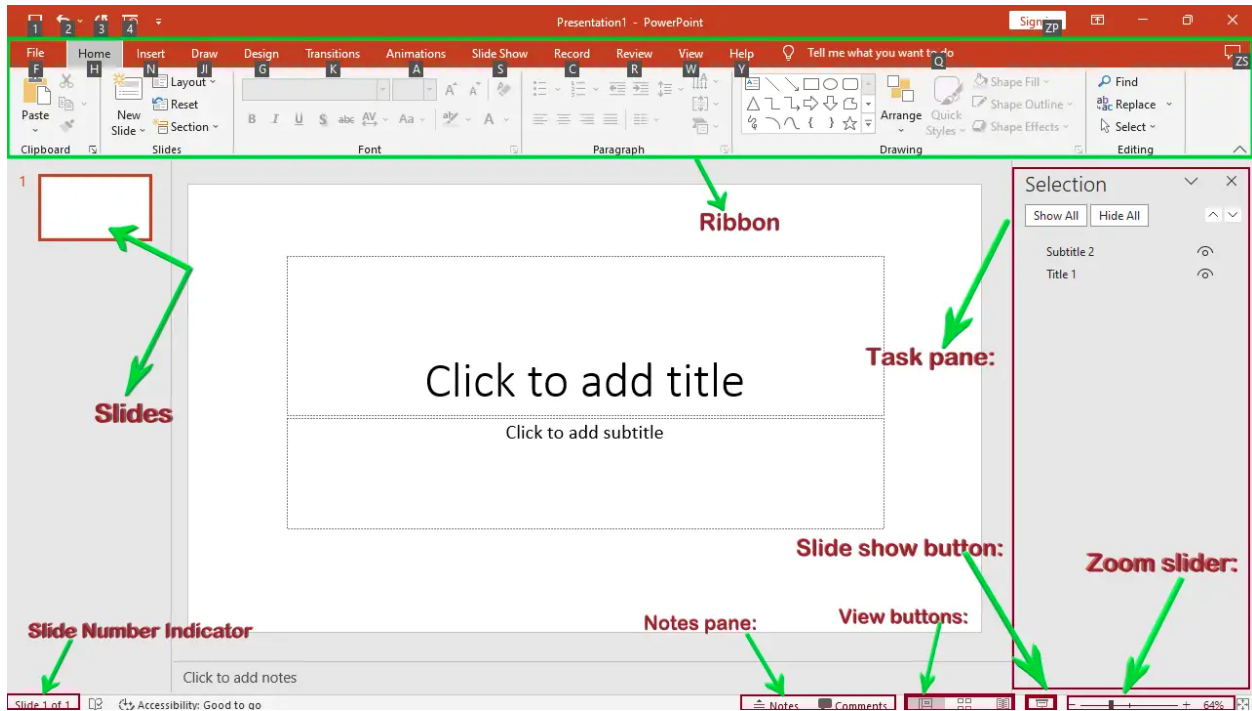 1 2 3 4
Presentation1 - PowerPoint
ZP
File Home Insert Draw Design Transitions Animations Slide Show Record Review View Help Tell me what you want to do
F H N JI G K A S C R W Y Q ZS
Paste
Clipboard
New
Slide
Layout
Reset
Section
Slides
B I U S abc AV Aa A
A A
Font
Paragraph
Arrange
Quick
Styles
Shape Fill
Shape Outline
Shape Effects
Drawing
Find
Replace
Select
Editing
Ribbon
1
Slides
Click to add title
Click to add subtitle
Selection
Show All Hide All
Subtitle 2
Title 1
Task pane:
Slide show button:
Zoom slider:
View buttons:
Notes pane:
Slide Number Indicator
Click to add notes
Slide 1 of 1 Accessibility: Good to go Notes Comments 64%